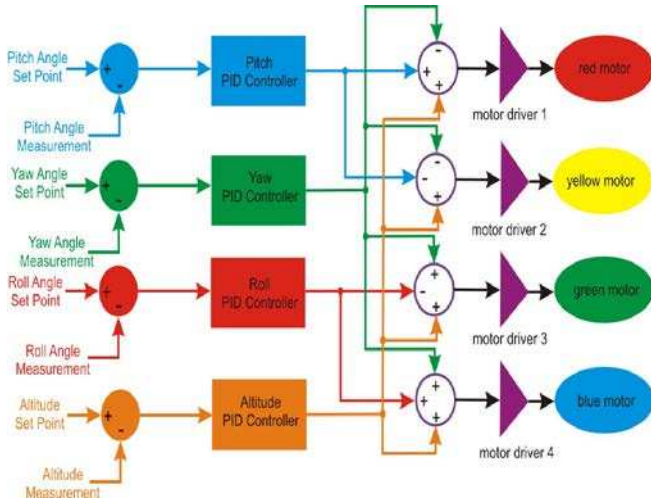 Pitch Angle
Set Point
+
-
Pitch
PID Controller
-
+
+
motor driver 1
red motor
Pitch Angle
Measurement
Yaw Angle
Set Point
+
-
Yaw
PID Controller
-
-
+
motor driver 2
yellow motor
Yaw Angle
Measurement
Roll Angle
Set Point
+
-
Roll
PID Controller
+
-
+
motor driver 3
green motor
Roll Angle
Measurement
Altitude
Set Point
+
-
Altitude
PID Controller
+
+
+
motor driver 4
blue motor
Altitude
Measurement